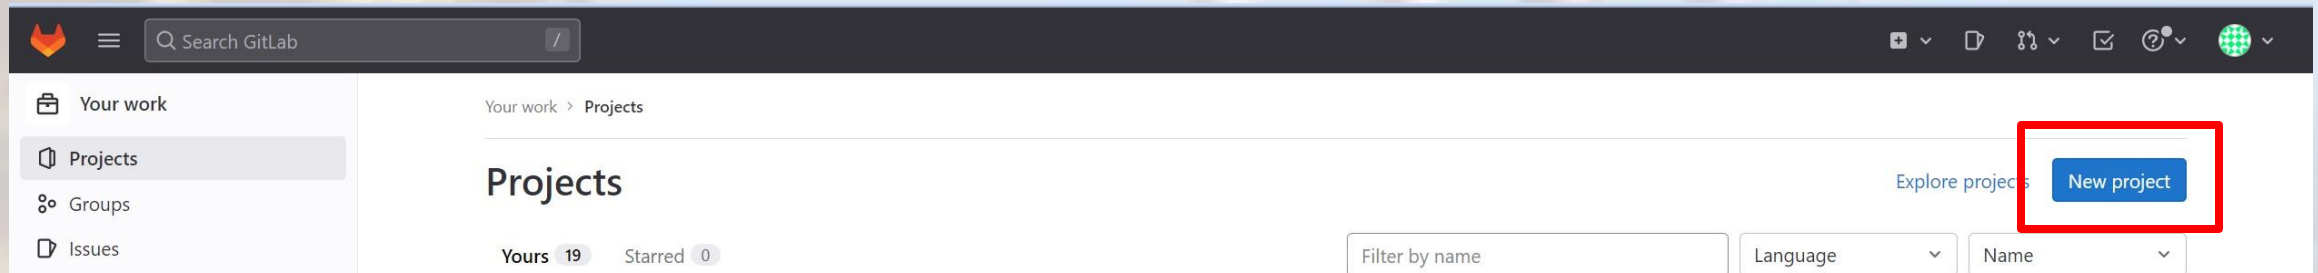 Search GitLab /
Your work
Projects
Groups
Issues
Your work > Projects
Projects
Explore projects New project
Yours 19 Starred 0
Filter by name Language Name